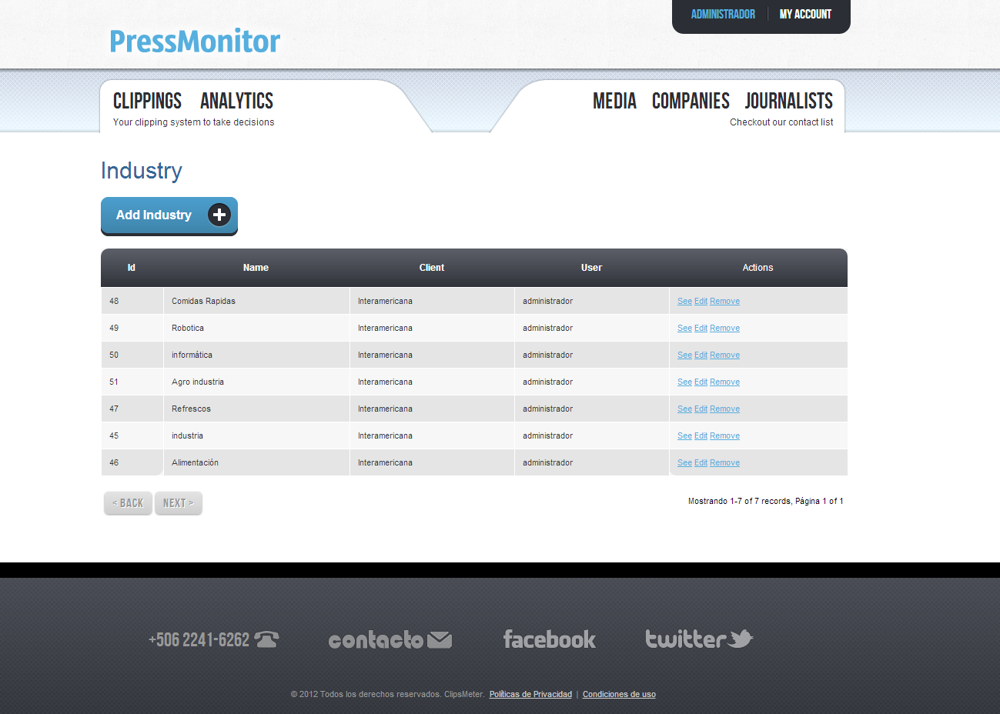 ADMINISTRADOR MY ACCOUNT
PressMonitor
CLIPPINGS ANALYTICS
Your clipping system to take decisions
MEDIA COMPANIES JOURNALISTS
Checkout our contact list
Industry
Add Industry
Id Name Client User Actions
48 Comidas Rapidas Interamericana administrador See Edit Remove
49 Robotica Interamericana administrador See Edit Remove
50 informática Interamericana administrador See Edit Remove
51 Agro industria Interamericana administrador See Edit Remove
47 Refrescos Interamericana administrador See Edit Remove
45 industria Interamericana administrador See Edit Remove
46 Alimentación Interamericana administrador See Edit Remove
< BACK NEXT > Mostrando 1-7 of 7 records, Página 1 of 1
+506 2241-6262 contacto facebook twitter
© 2012 Todos los derechos reservados. ClipsMeter. Políticas de Privacidad | Condiciones de uso